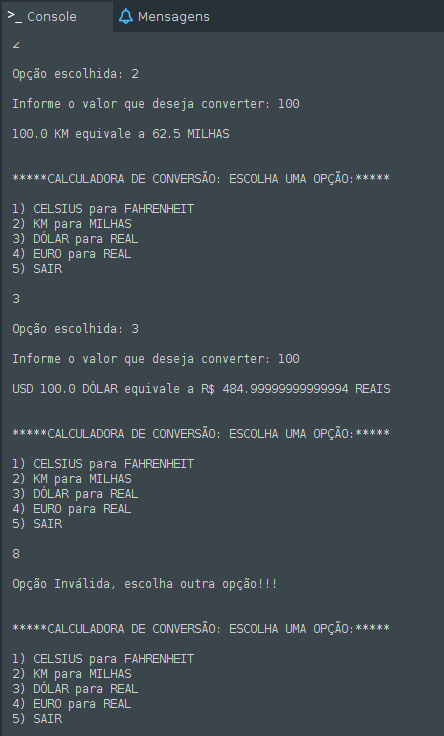 >_ Console
Mensagens
2
Opção escolhida: 2
Informe o valor que deseja converter: 100
100.0 KM equivale a 62.5 MILHAS
*****CALCULADORA DE CONVERSÃO: ESCOLHA UMA OPÇÃO:*****
1) CELSIUS para FAHRENHEIT
2) KM para MILHAS
3) DÓLAR para REAL
4) EURO para REAL
5) SAIR
3
Opção escolhida: 3
Informe o valor que deseja converter: 100
USD 100.0 DÓLAR equivale a R$ 484.99999999999994 REAIS
*****CALCULADORA DE CONVERSÃO: ESCOLHA UMA OPÇÃO:*****
1) CELSIUS para FAHRENHEIT
2) KM para MILHAS
3) DÓLAR para REAL
4) EURO para REAL
5) SAIR
8
Opção Inválida, escolha outra opção!!!
*****CALCULADORA DE CONVERSÃO: ESCOLHA UMA OPÇÃO:*****
1) CELSIUS para FAHRENHEIT
2) KM para MILHAS
3) DÓLAR para REAL
4) EURO para REAL
5) SAIR